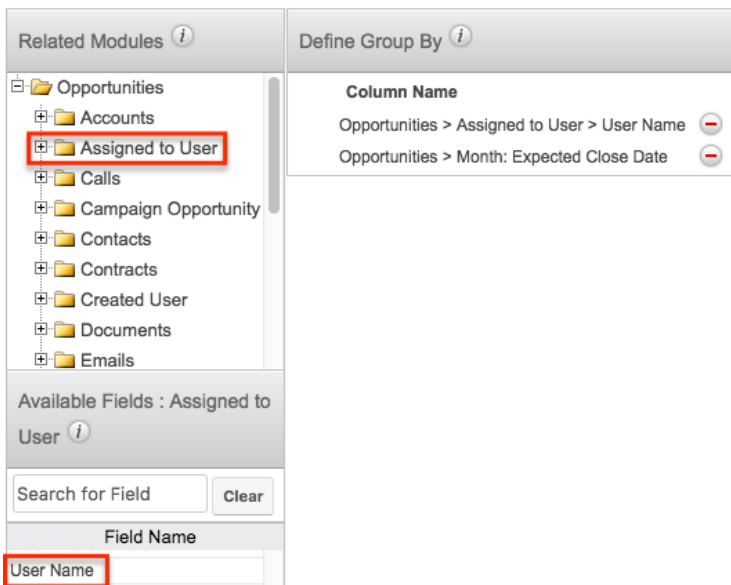 Related Modules i
Opportunities
Accounts
Assigned to User
Calls
Campaign Opportunity
Contacts
Contracts
Created User
Documents
Emails
Available Fields : Assigned to
User i
Search for Field Clear
Field Name
User Name
Define Group By i
Column Name
Opportunities > Assigned to User > User Name
Opportunities > Month: Expected Close Date